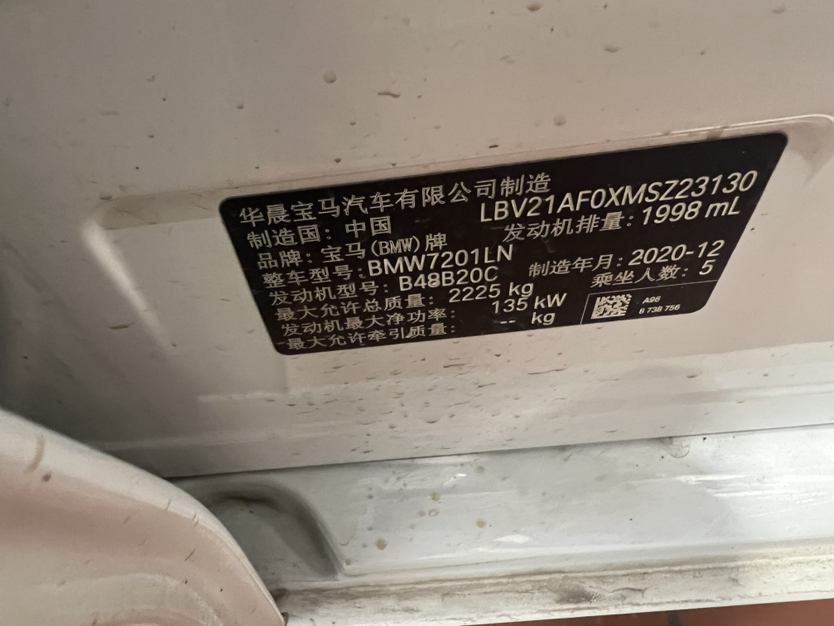 华晨宝马汽车有限公司制造
制造国：中国 LBV21AF0XMSZ23130
品牌：宝马(BMW)牌 发动机排量：1998 mL
整车型号：BMW7201LN
发动机型号：B48B20C 制造年月：2020-12
最大允许总质量：2225 kg 乘坐人数：5
发动机最大净功率：135 kW
最大允许牵引质量：-- kg
A96
8 738 756